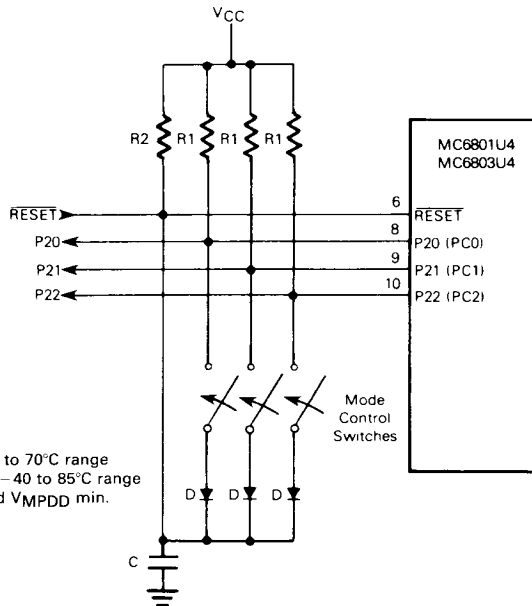 VCC
R2 R1 R1 R1
MC6801U4
MC6803U4
RESET 6 RESET
P20 8 P20 (PC0)
P21 9 P21 (PC1)
P22 10 P22 (PC2)
Mode
Control
Switches
to 70°C range
–40 to 85°C range
d VMPDD min.
D D D
C